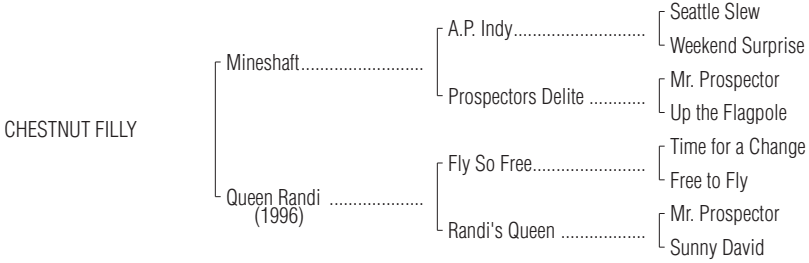 Seattle Slew
A.P. Indy............................
Weekend Surprise
Mineshaft..........................
Mr. Prospector
Prospectors Delite ............
Up the Flagpole
CHESTNUT FILLY
Time for a Change
Fly So Free........................
Free to Fly
Queen Randi ....................
(1996)
Mr. Prospector
Randi's Queen ..................
Sunny David